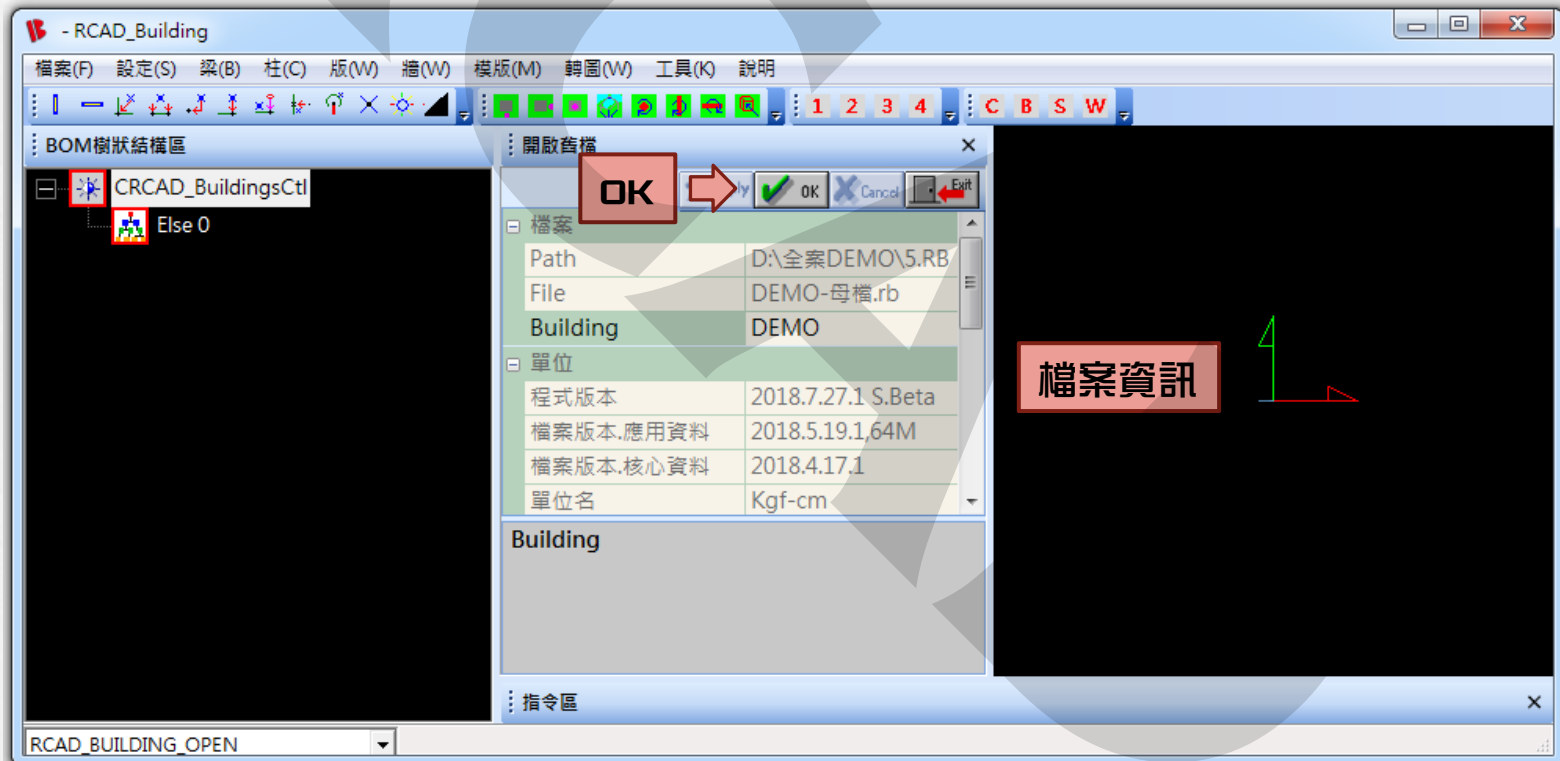 - RCAD_Building
檔案(F) 設定(S) 梁(B) 柱(C) 版(W) 牆(W) 模版(M) 轉圖(W) 工具(K) 說明
1 2 3 4 C B S W
BOM樹狀結構區
CRCAD_BuildingsCtl
Else 0
開啟舊檔
OK
OK Cancel Exit
檔案
Path D:\全案DEMO\5.RB
File DEMO-母檔.rb
Building DEMO
單位
程式版本 2018.7.27.1 S.Beta
檔案版本.應用資料 2018.5.19.1,64M
檔案版本.核心資料 2018.4.17.1
單位名 Kgf-cm
Building
檔案資訊
指令區
RCAD_BUILDING_OPEN